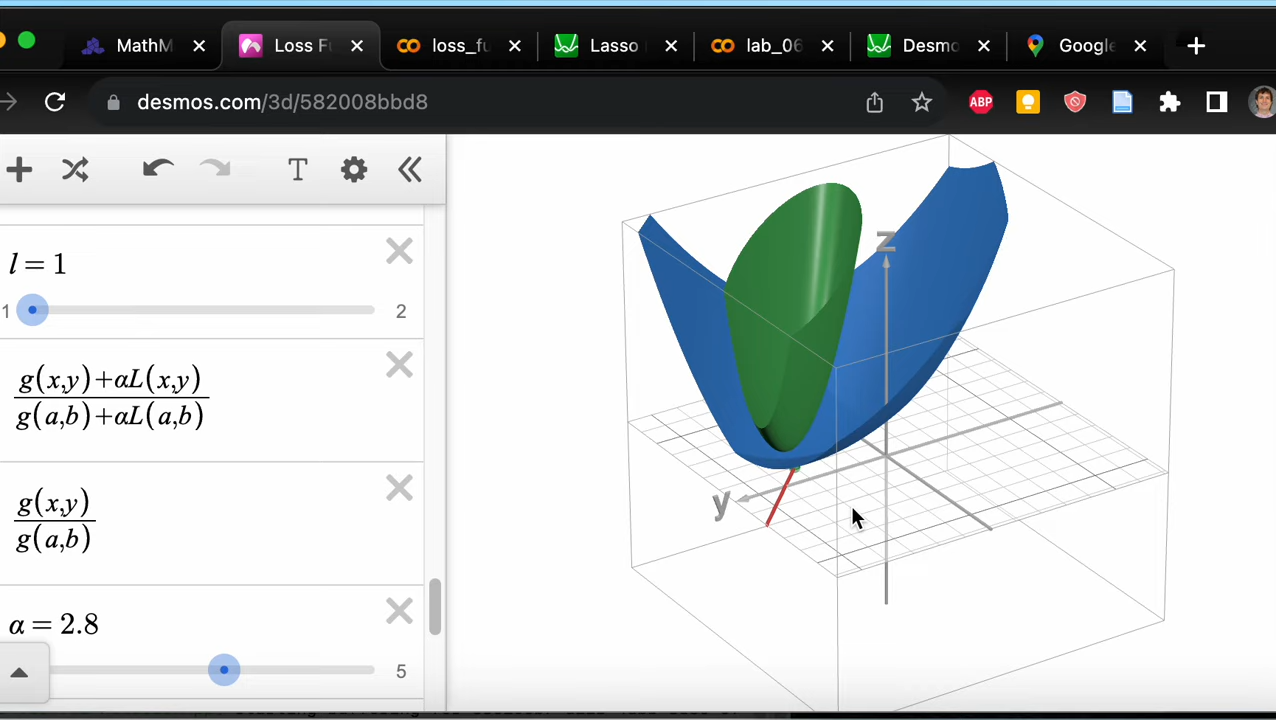 MathM
Loss Fu
loss_fu
Lasso
lab_06
Desmo
Google
desmos.com/3d/582008bbd8
ABP
T
l = 1
1
2
g(x,y)+αL(x,y)
g(a,b)+αL(a,b)
g(x,y)
g(a,b)
α = 2.8
5
z
y